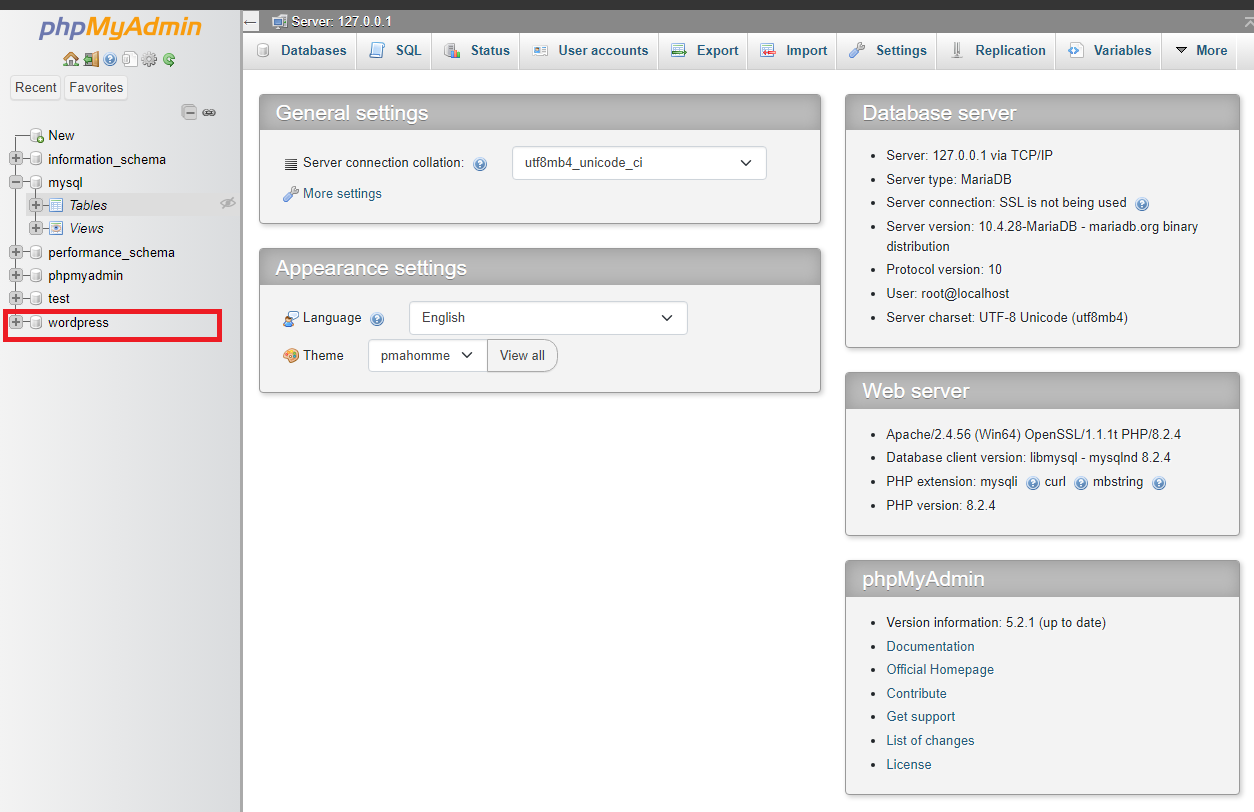 phpMyAdmin
Recent Favorites
New
information_schema
mysql
Tables
Views
performance_schema
phpmyadmin
test
wordpress
Server: 127.0.0.1
Databases SQL Status User accounts Export Import Settings Replication Variables More
General settings
Server connection collation: utf8mb4_unicode_ci
More settings
Appearance settings
Language English
Theme pmahomme View all
Database server
Server: 127.0.0.1 via TCP/IP
Server type: MariaDB
Server connection: SSL is not being used
Server version: 10.4.28-MariaDB - mariadb.org binary
distribution
Protocol version: 10
User: root@localhost
Server charset: UTF-8 Unicode (utf8mb4)
Web server
Apache/2.4.56 (Win64) OpenSSL/1.1.1t PHP/8.2.4
Database client version: libmysql - mysqlnd 8.2.4
PHP extension: mysqli curl mbstring
PHP version: 8.2.4
phpMyAdmin
Version information: 5.2.1 (up to date)
Documentation
Official Homepage
Contribute
Get support
List of changes
License